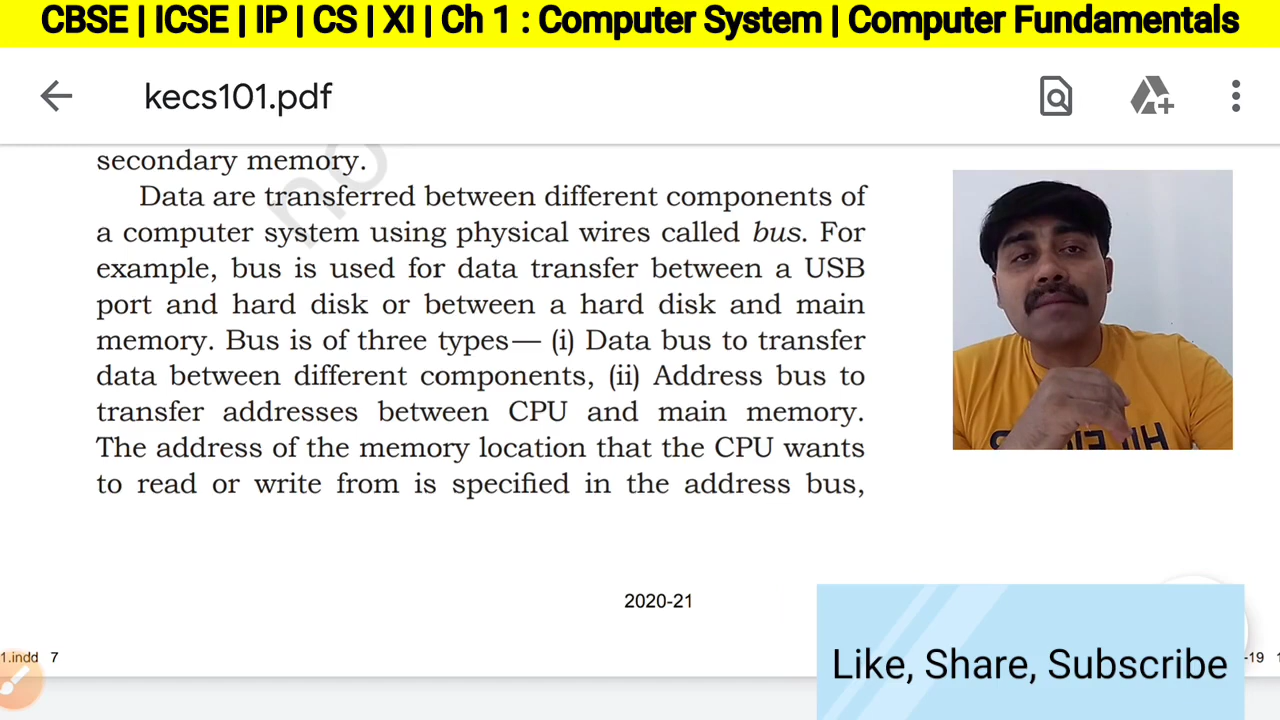 CBSE | ICSE | IP | CS | XI | Ch 1 : Computer System | Computer Fundamentals
kecs101.pdf
secondary memory.
Data are transferred between different components of
a computer system using physical wires called bus. For
example, bus is used for data transfer between a USB
port and hard disk or between a hard disk and main
memory. Bus is of three types— (i) Data bus to transfer
data between different components, (ii) Address bus to
transfer addresses between CPU and main memory.
The address of the memory location that the CPU wants
to read or write from is specified in the address bus,
2020-21
1.indd 7
Like, Share, Subscribe